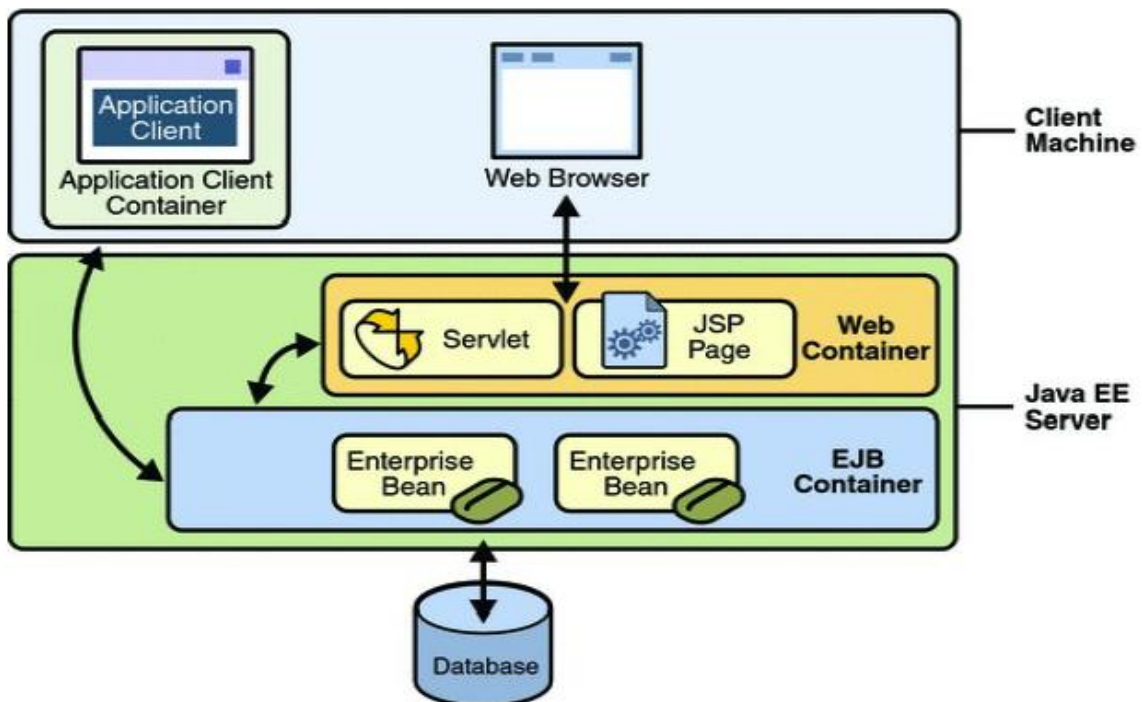 Application
Client
Application Client
Container
Web Browser
Client
Machine
Servlet
JSP
Page
Web
Container
Java EE
Server
Enterprise
Bean
Enterprise
Bean
EJB
Container
Database